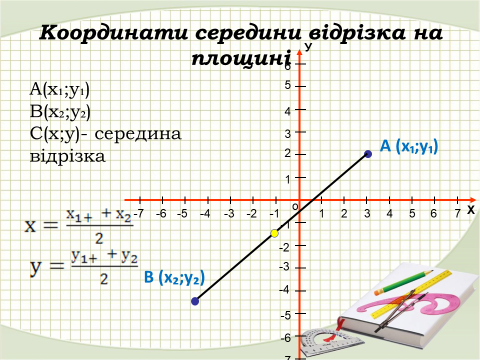 Координати середини відрізка на
площині
A(x₁;y₁)
B(x₂;y₂)
C(x;y)- середина
відрізка
x = x₁₊ + x₂ / 2
y = y₁₊ + y₂ / 2
У
6
5
4
3
2
1
A (x₁;y₁)
-7 -6 -5 -4 -3 -2 -1 о 1 2 3 4 5 6 7 Х
-1
-2
-3
-4
-5
-6
-7
B (x₂;y₂)